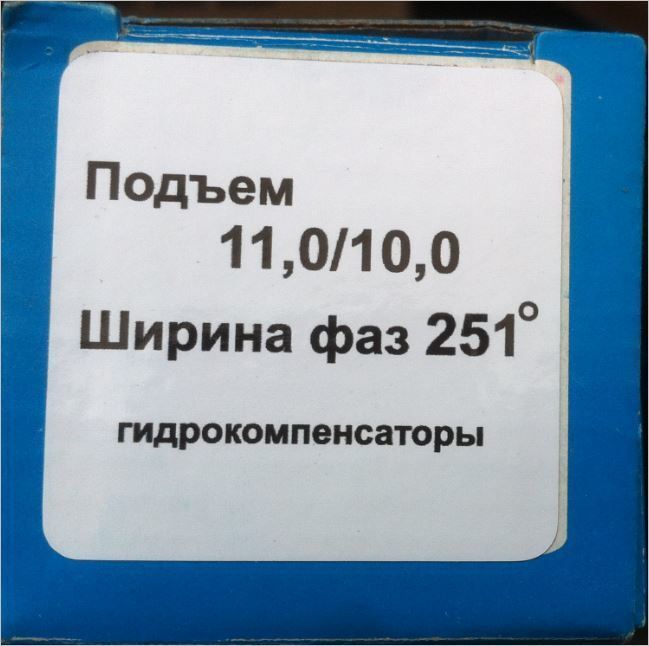 Подъем
11,0/10,0
Ширина фаз 251°
гидрокомпенсаторы